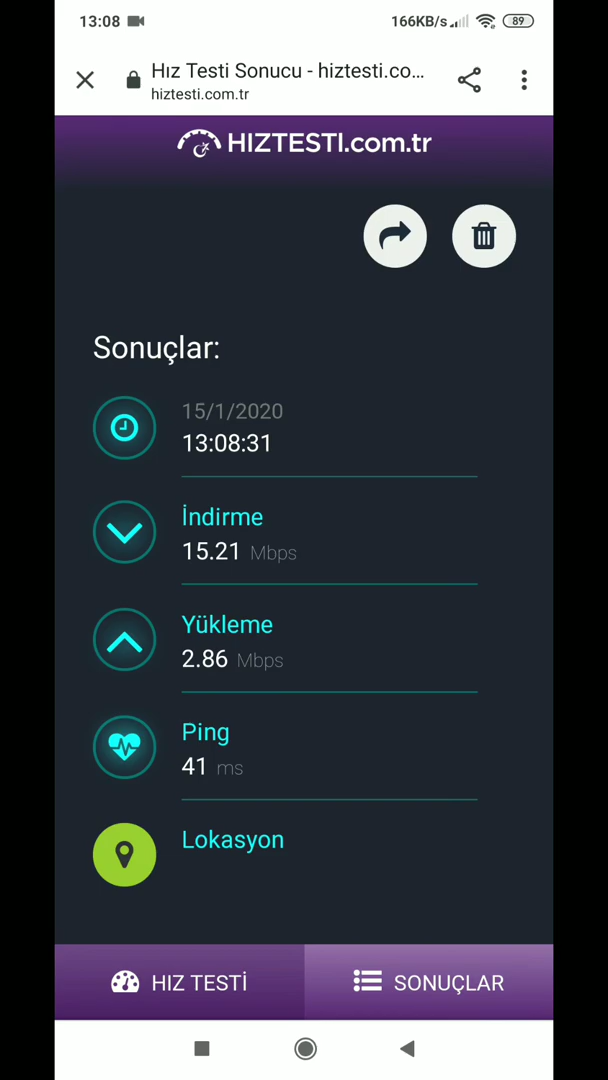 13:08
166KB/s
89
Hız Testi Sonucu - hiztesti.co...
hiztesti.com.tr
HIZTESTI.com.tr
Sonuçlar:
15/1/2020
13:08:31
İndirme
15.21 Mbps
Yükleme
2.86 Mbps
Ping
41 ms
Lokasyon
HIZ TESTİ
SONUÇLAR